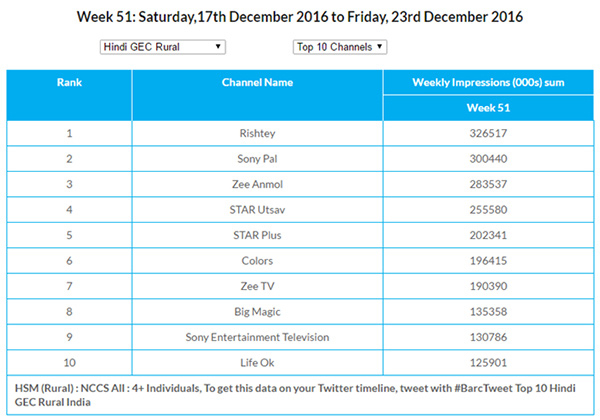 Week 51: Saturday,17th December 2016 to Friday, 23rd December 2016
Hindi GEC Rural Top 10 Channels
Rank Channel Name Weekly Impressions (000s) sum
Week 51
1 Rishtey 326517
2 Sony Pal 300440
3 Zee Anmol 283537
4 STAR Utsav 255580
5 STAR Plus 202341
6 Colors 196415
7 Zee TV 190390
8 Big Magic 135358
9 Sony Entertainment Television 130786
10 Life Ok 125901
HSM (Rural) : NCCS All : 4+ Individuals, To get this data on your Twitter timeline, tweet with #BarcTweet Top 10 Hindi
GEC Rural India